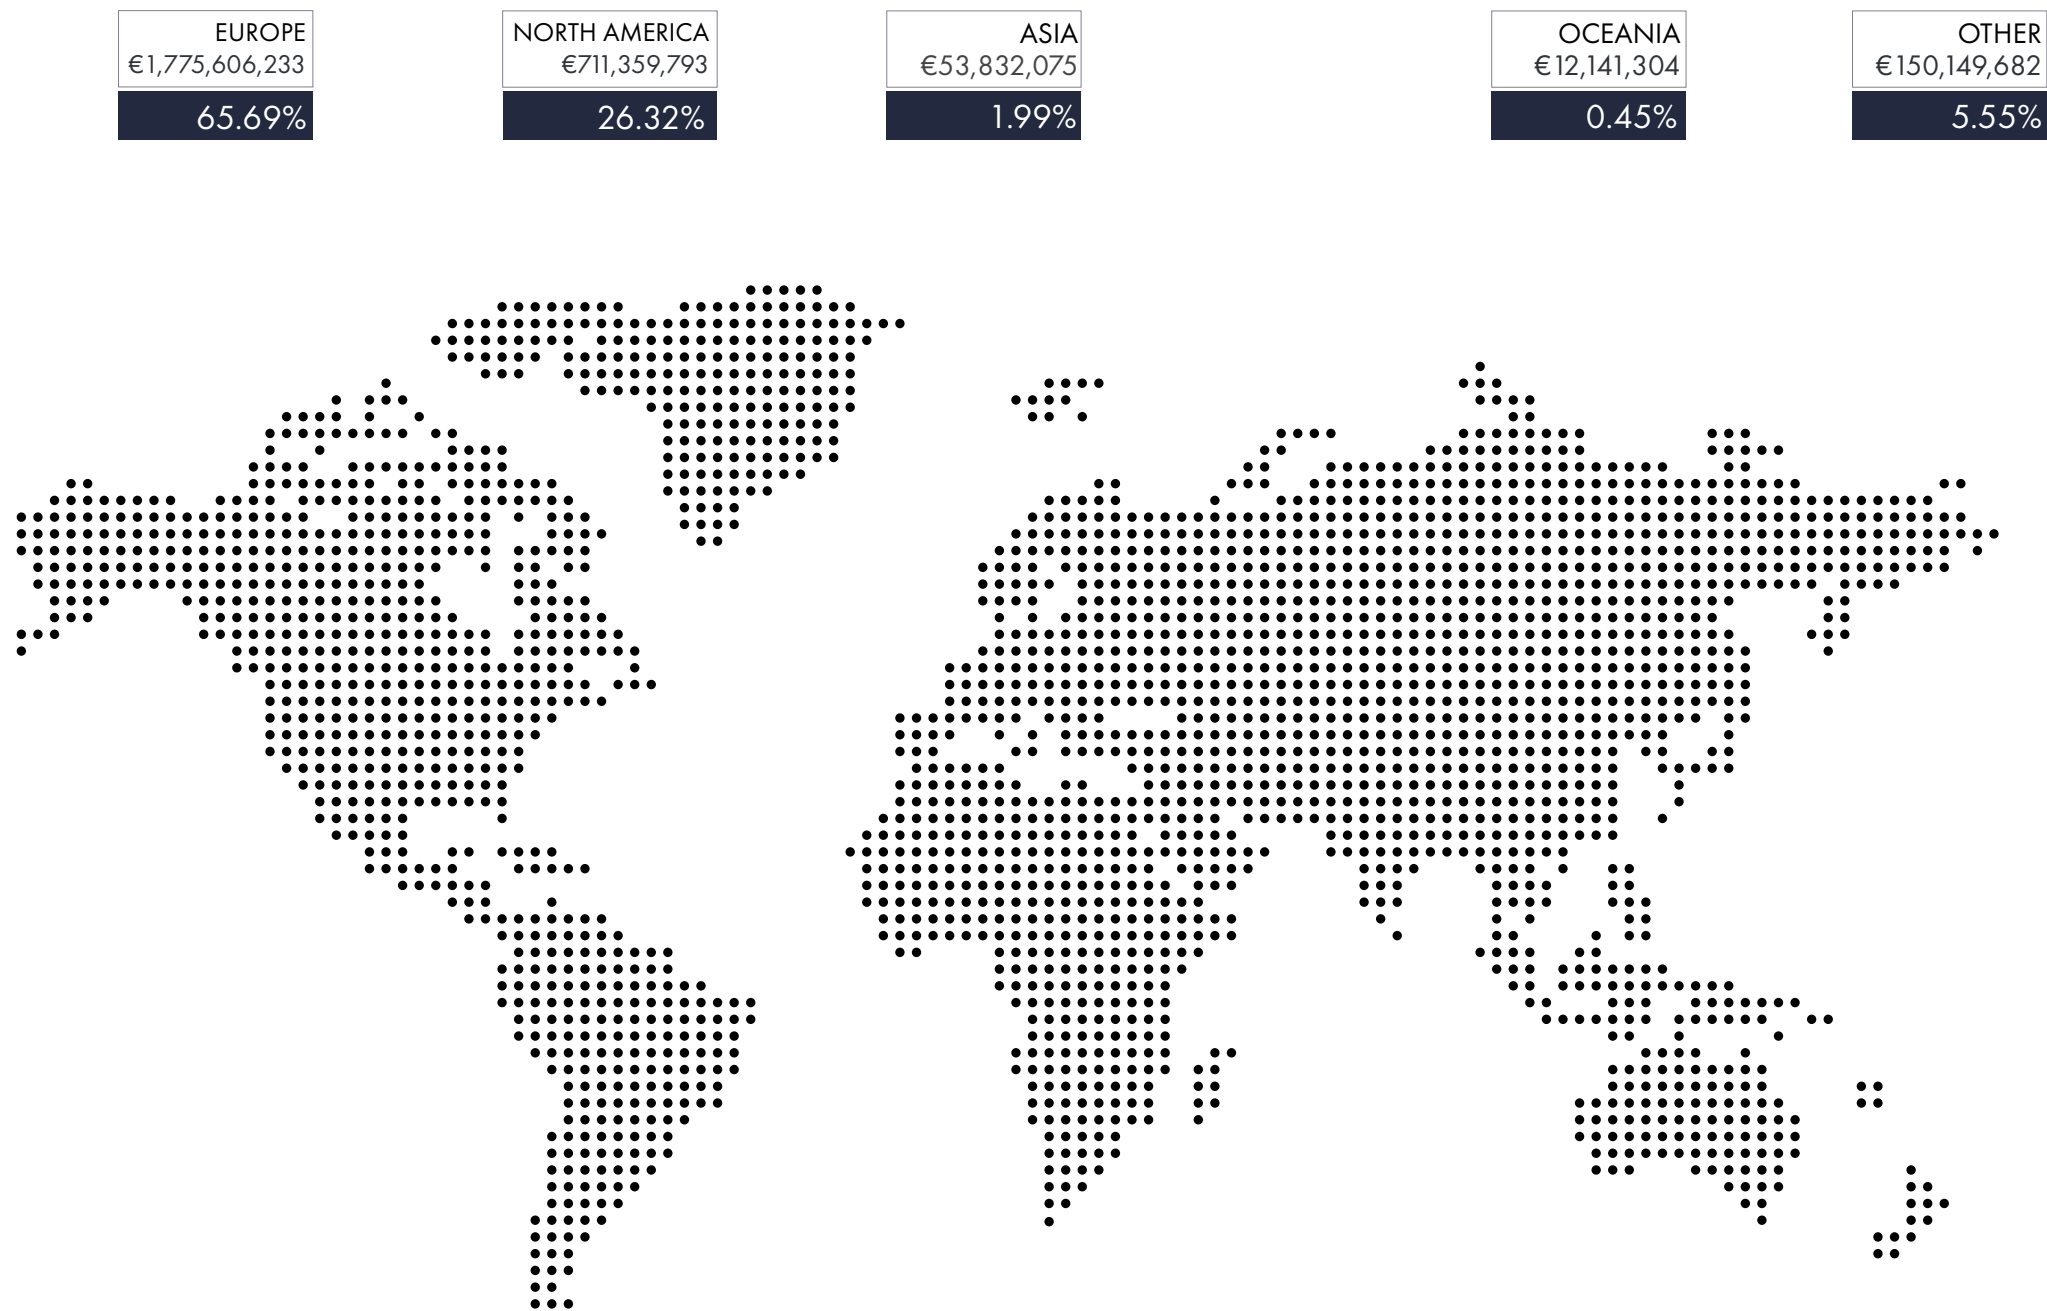 EUROPE
€1,775,606,233
65.69%
NORTH AMERICA
€711,359,793
26.32%
ASIA
€53,832,075
1.99%
OCEANIA
€12,141,304
0.45%
OTHER
€150,149,682
5.55%